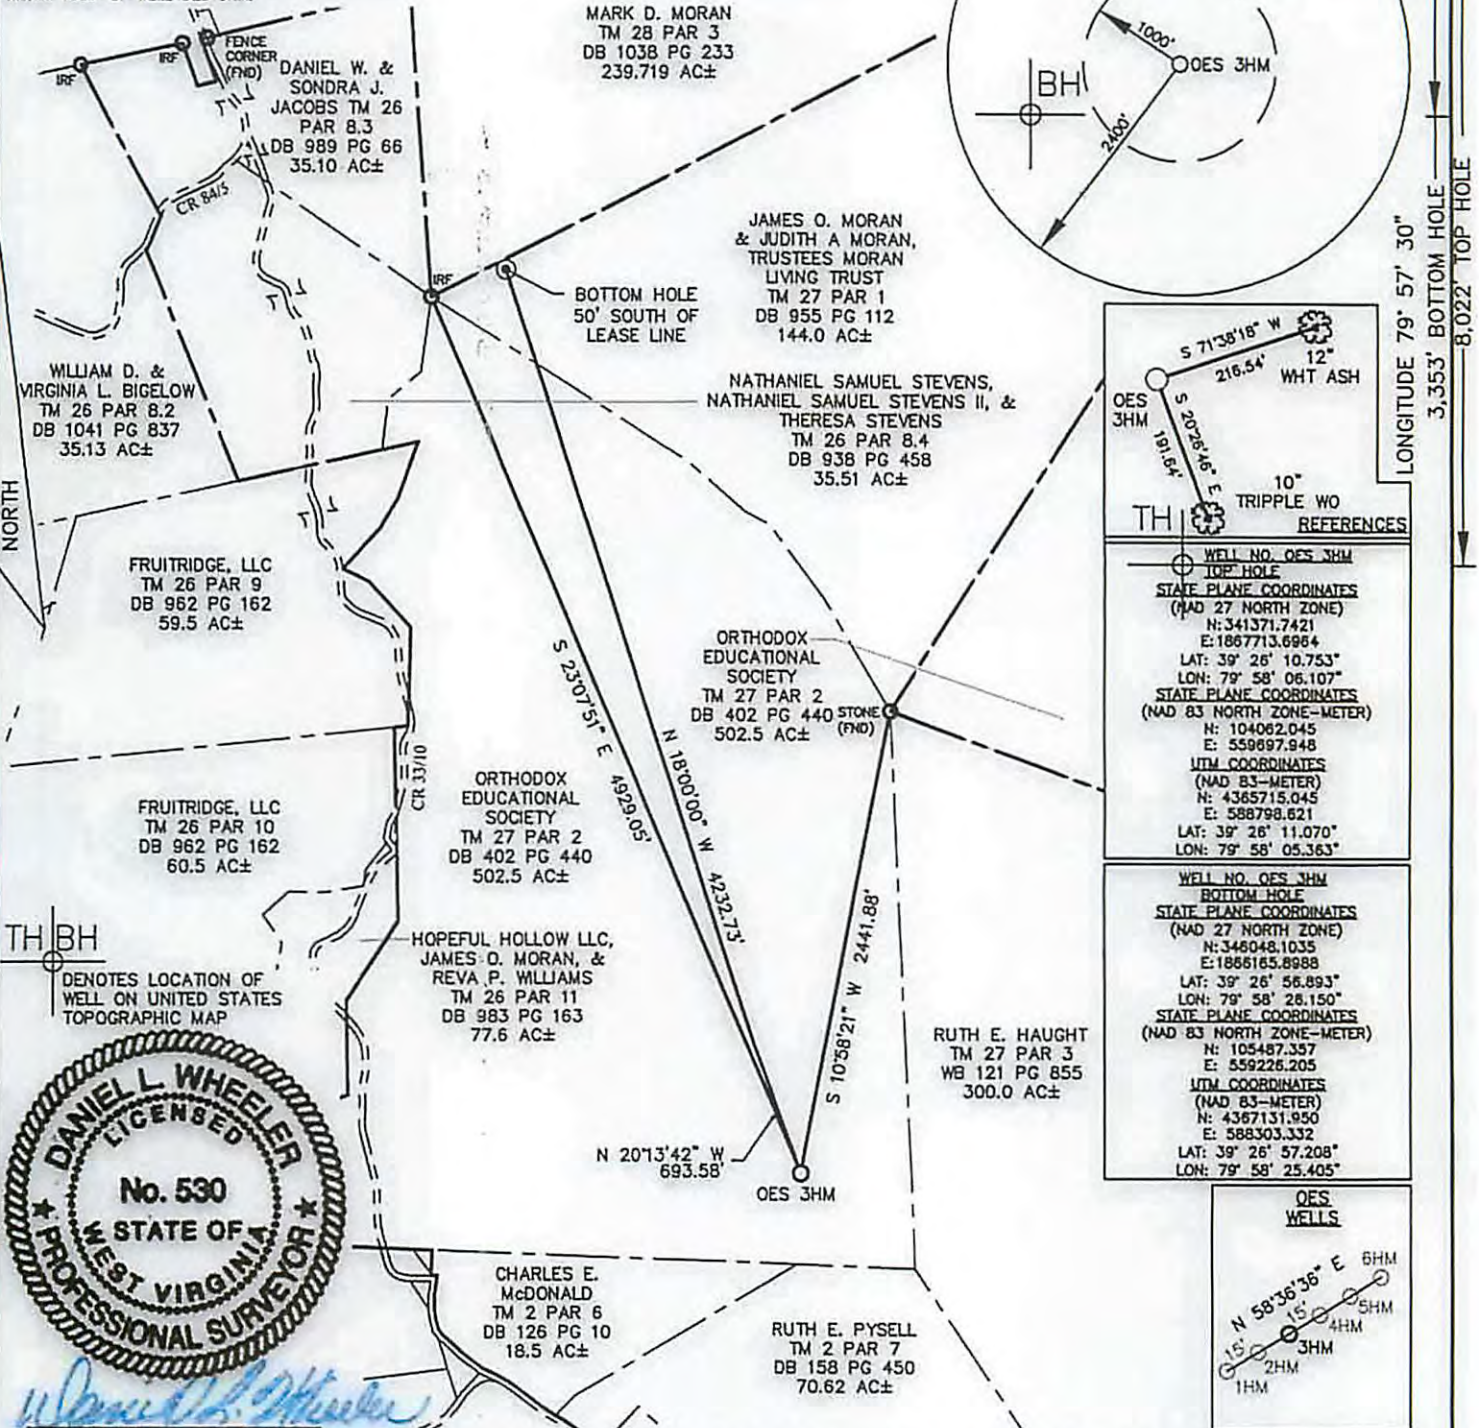 MARK D. MORAN
TM 28 PAR 3
DB 1038 PG 233
239.719 AC±
IRF
IRF
FENCE
CORNER
(FND)
DANIEL W. &
SONDRA J.
JACOBS TM 26
PAR 8.3
DB 989 PG 66
35.10 AC±
CR 84/5
1000'
OES 3HM
2400'
BH
IRF
BOTTOM HOLE
50' SOUTH OF
LEASE LINE
JAMES O. MORAN
& JUDITH A MORAN,
TRUSTEES MORAN
LIVING TRUST
TM 27 PAR 1
DB 955 PG 112
144.0 AC±
LONGITUDE 79° 57' 30"
3,353' BOTTOM HOLE
8,022' TOP HOLE
WILLIAM D. &
VIRGINIA L. BIGELOW
TM 26 PAR 8.2
DB 1041 PG 837
35.13 AC±
NATHANIEL SAMUEL STEVENS,
NATHANIEL SAMUEL STEVENS II, &
THERESA STEVENS
TM 26 PAR 8.4
DB 938 PG 458
35.51 AC±
S 71°38'18" W
216.54'
12"
WHT ASH
OES
3HM
S 20°26'46" E
191.64'
10"
TRIPPLE WO
REFERENCES
TH
NORTH
FRUITRIDGE, LLC
TM 26 PAR 9
DB 962 PG 162
59.5 AC±
WELL NO. OES 3HM
TOP HOLE
STATE PLANE COORDINATES
(NAD 27 NORTH ZONE)
N:341371.7421
E:1867713.6964
LAT: 39° 26' 10.753"
LON: 79° 58' 06.107"
STATE PLANE COORDINATES
(NAD 83 NORTH ZONE-METER)
N: 104062.045
E: 559697.948
UTM COORDINATES
(NAD 83-METER)
N: 4365715.045
E: 588798.621
LAT: 39° 26' 11.070"
LON: 79° 58' 05.363"
ORTHODOX
EDUCATIONAL
SOCIETY
TM 27 PAR 2
DB 402 PG 440
502.5 AC±
STONE
(FND)
S 23°07'51" E 4929.05'
N 18°00'00" W 4232.73'
CR 33/10
FRUITRIDGE, LLC
TM 26 PAR 10
DB 962 PG 162
60.5 AC±
ORTHODOX
EDUCATIONAL
SOCIETY
TM 27 PAR 2
DB 402 PG 440
502.5 AC±
S 10°58'21" W 2441.88'
WELL NO. OES 3HM
BOTTOM HOLE
STATE PLANE COORDINATES
(NAD 27 NORTH ZONE)
N:346048.1035
E:1866165.8988
LAT: 39° 26' 56.893"
LON: 79° 58' 26.150"
STATE PLANE COORDINATES
(NAD 83 NORTH ZONE-METER)
N: 105487.357
E: 559226.205
UTM COORDINATES
(NAD 83-METER)
N: 4367131.950
E: 588303.332
LAT: 39° 26' 57.208"
LON: 79° 58' 25.405"
TH BH
DENOTES LOCATION OF
WELL ON UNITED STATES
TOPOGRAPHIC MAP
HOPEFUL HOLLOW LLC,
JAMES O. MORAN, &
REVA P. WILLIAMS
TM 26 PAR 11
DB 983 PG 163
77.6 AC±
RUTH E. HAUGHT
TM 27 PAR 3
WB 121 PG 855
300.0 AC±
DANIEL L. WHEELER
LICENSED
No. 530
STATE OF
WEST VIRGINIA
PROFESSIONAL SURVEYOR
N 20°13'42" W
693.58'
OES 3HM
OES
WELLS
N 58°36'36" E
15'
15'
6HM
5HM
4HM
3HM
2HM
1HM
CHARLES E.
McDONALD
TM 2 PAR 6
DB 126 PG 10
18.5 AC±
RUTH E. PYSELL
TM 2 PAR 7
DB 158 PG 450
70.62 AC±
Daniel L. Wheeler